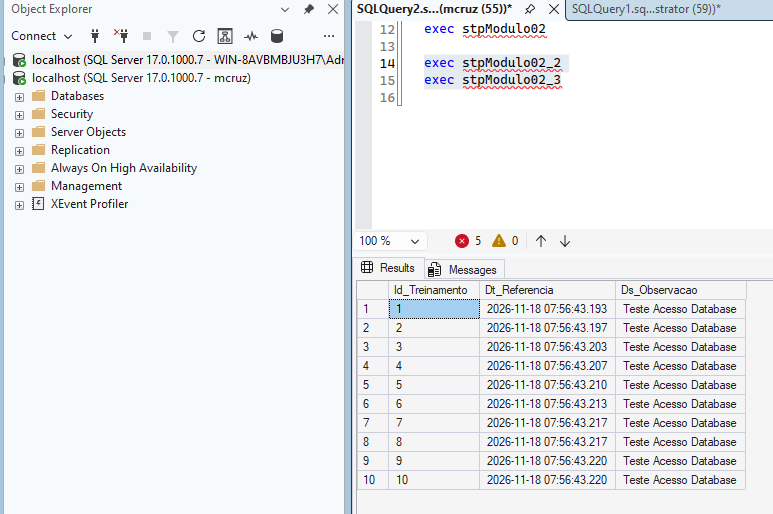 Object Explorer
Connect
localhost (SQL Server 17.0.1000.7 - WIN-8AVBMBJU3H7\Adr
localhost (SQL Server 17.0.1000.7 - mcruz)
Databases
Security
Server Objects
Replication
Always On High Availability
Management
XEvent Profiler
SQLQuery2.s...(mcruz (55))* SQLQuery1.sq...strator (59))*
12 exec stpModulo02
13
14 exec stpModulo02_2
15 exec stpModulo02_3
16
100 % 5 0
Results Messages
Id_Treinamento Dt_Referencia Ds_Observacao
1 1 2026-11-18 07:56:43.193 Teste Acesso Database
2 2 2026-11-18 07:56:43.197 Teste Acesso Database
3 3 2026-11-18 07:56:43.203 Teste Acesso Database
4 4 2026-11-18 07:56:43.207 Teste Acesso Database
5 5 2026-11-18 07:56:43.210 Teste Acesso Database
6 6 2026-11-18 07:56:43.213 Teste Acesso Database
7 7 2026-11-18 07:56:43.217 Teste Acesso Database
8 8 2026-11-18 07:56:43.217 Teste Acesso Database
9 9 2026-11-18 07:56:43.220 Teste Acesso Database
10 10 2026-11-18 07:56:43.220 Teste Acesso Database